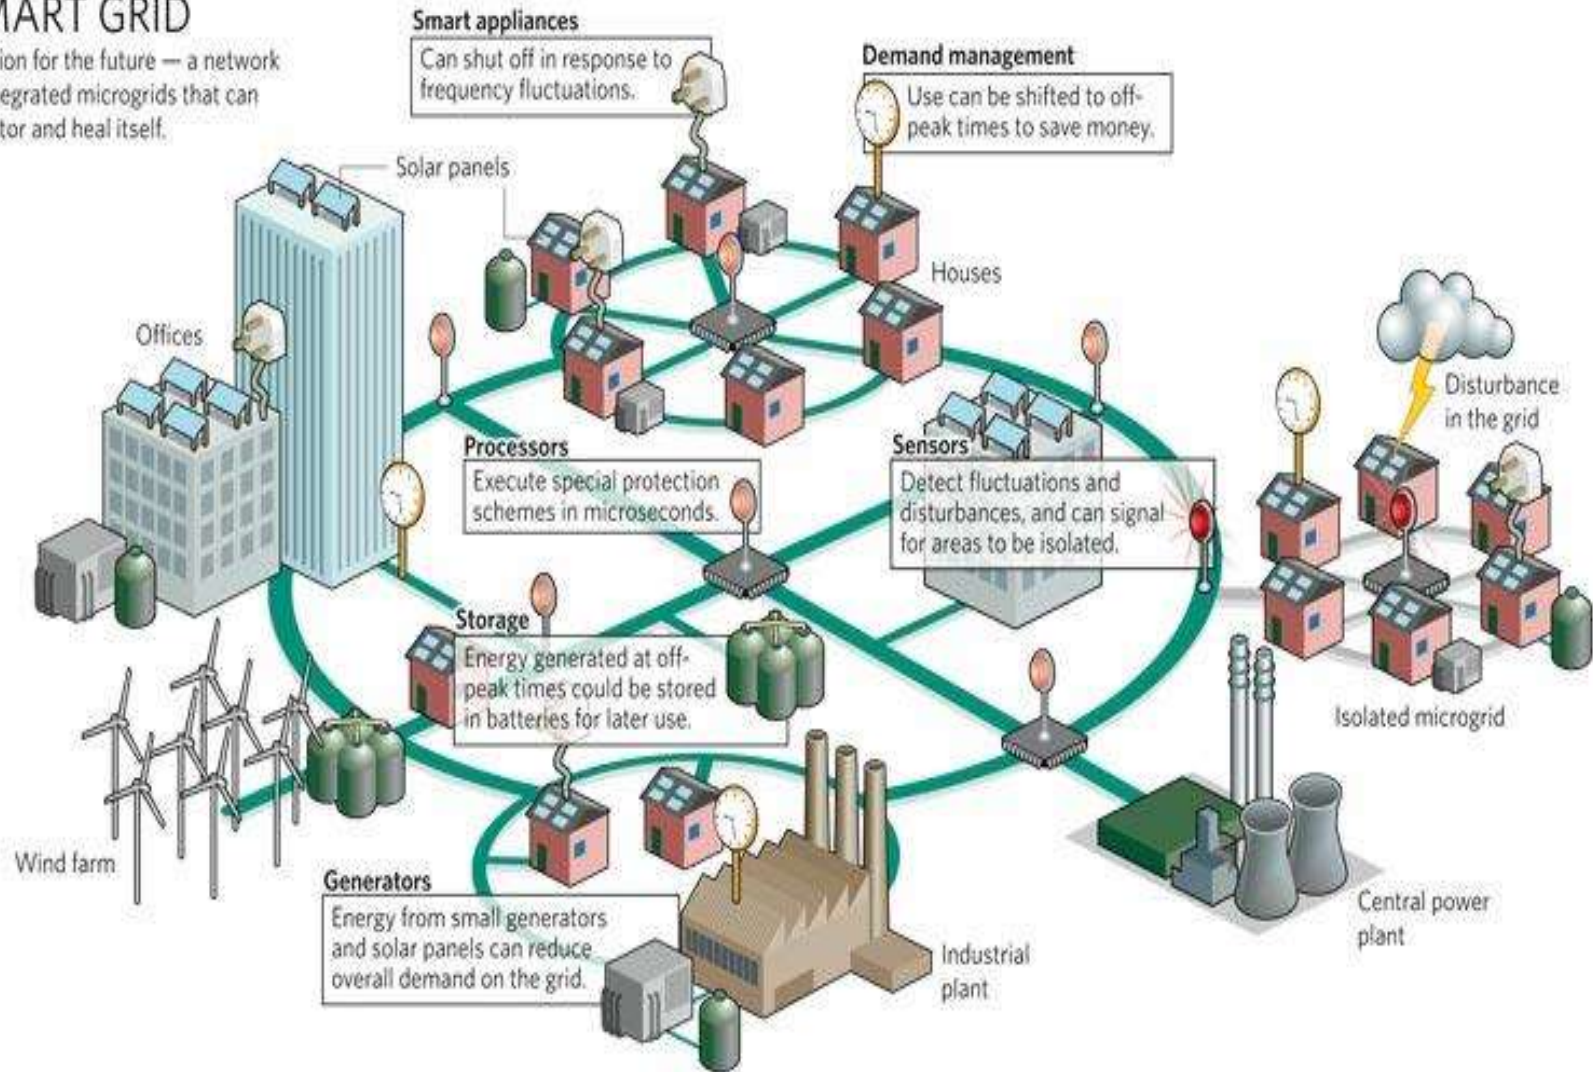 MART GRID
ion for the future — a network
egrated microgrids that can
tor and heal itself.
Smart appliances
Can shut off in response to
frequency fluctuations.
Demand management
Use can be shifted to off-
peak times to save money.
Solar panels
Houses
Offices
Disturbance
in the grid
Processors
Execute special protection
schemes in microseconds.
Sensors
Detect fluctuations and
disturbances, and can signal
for areas to be isolated.
Storage
Energy generated at off-
peak times could be stored
in batteries for later use.
Isolated microgrid
Wind farm
Generators
Energy from small generators
and solar panels can reduce
overall demand on the grid.
Industrial
plant
Central power
plant